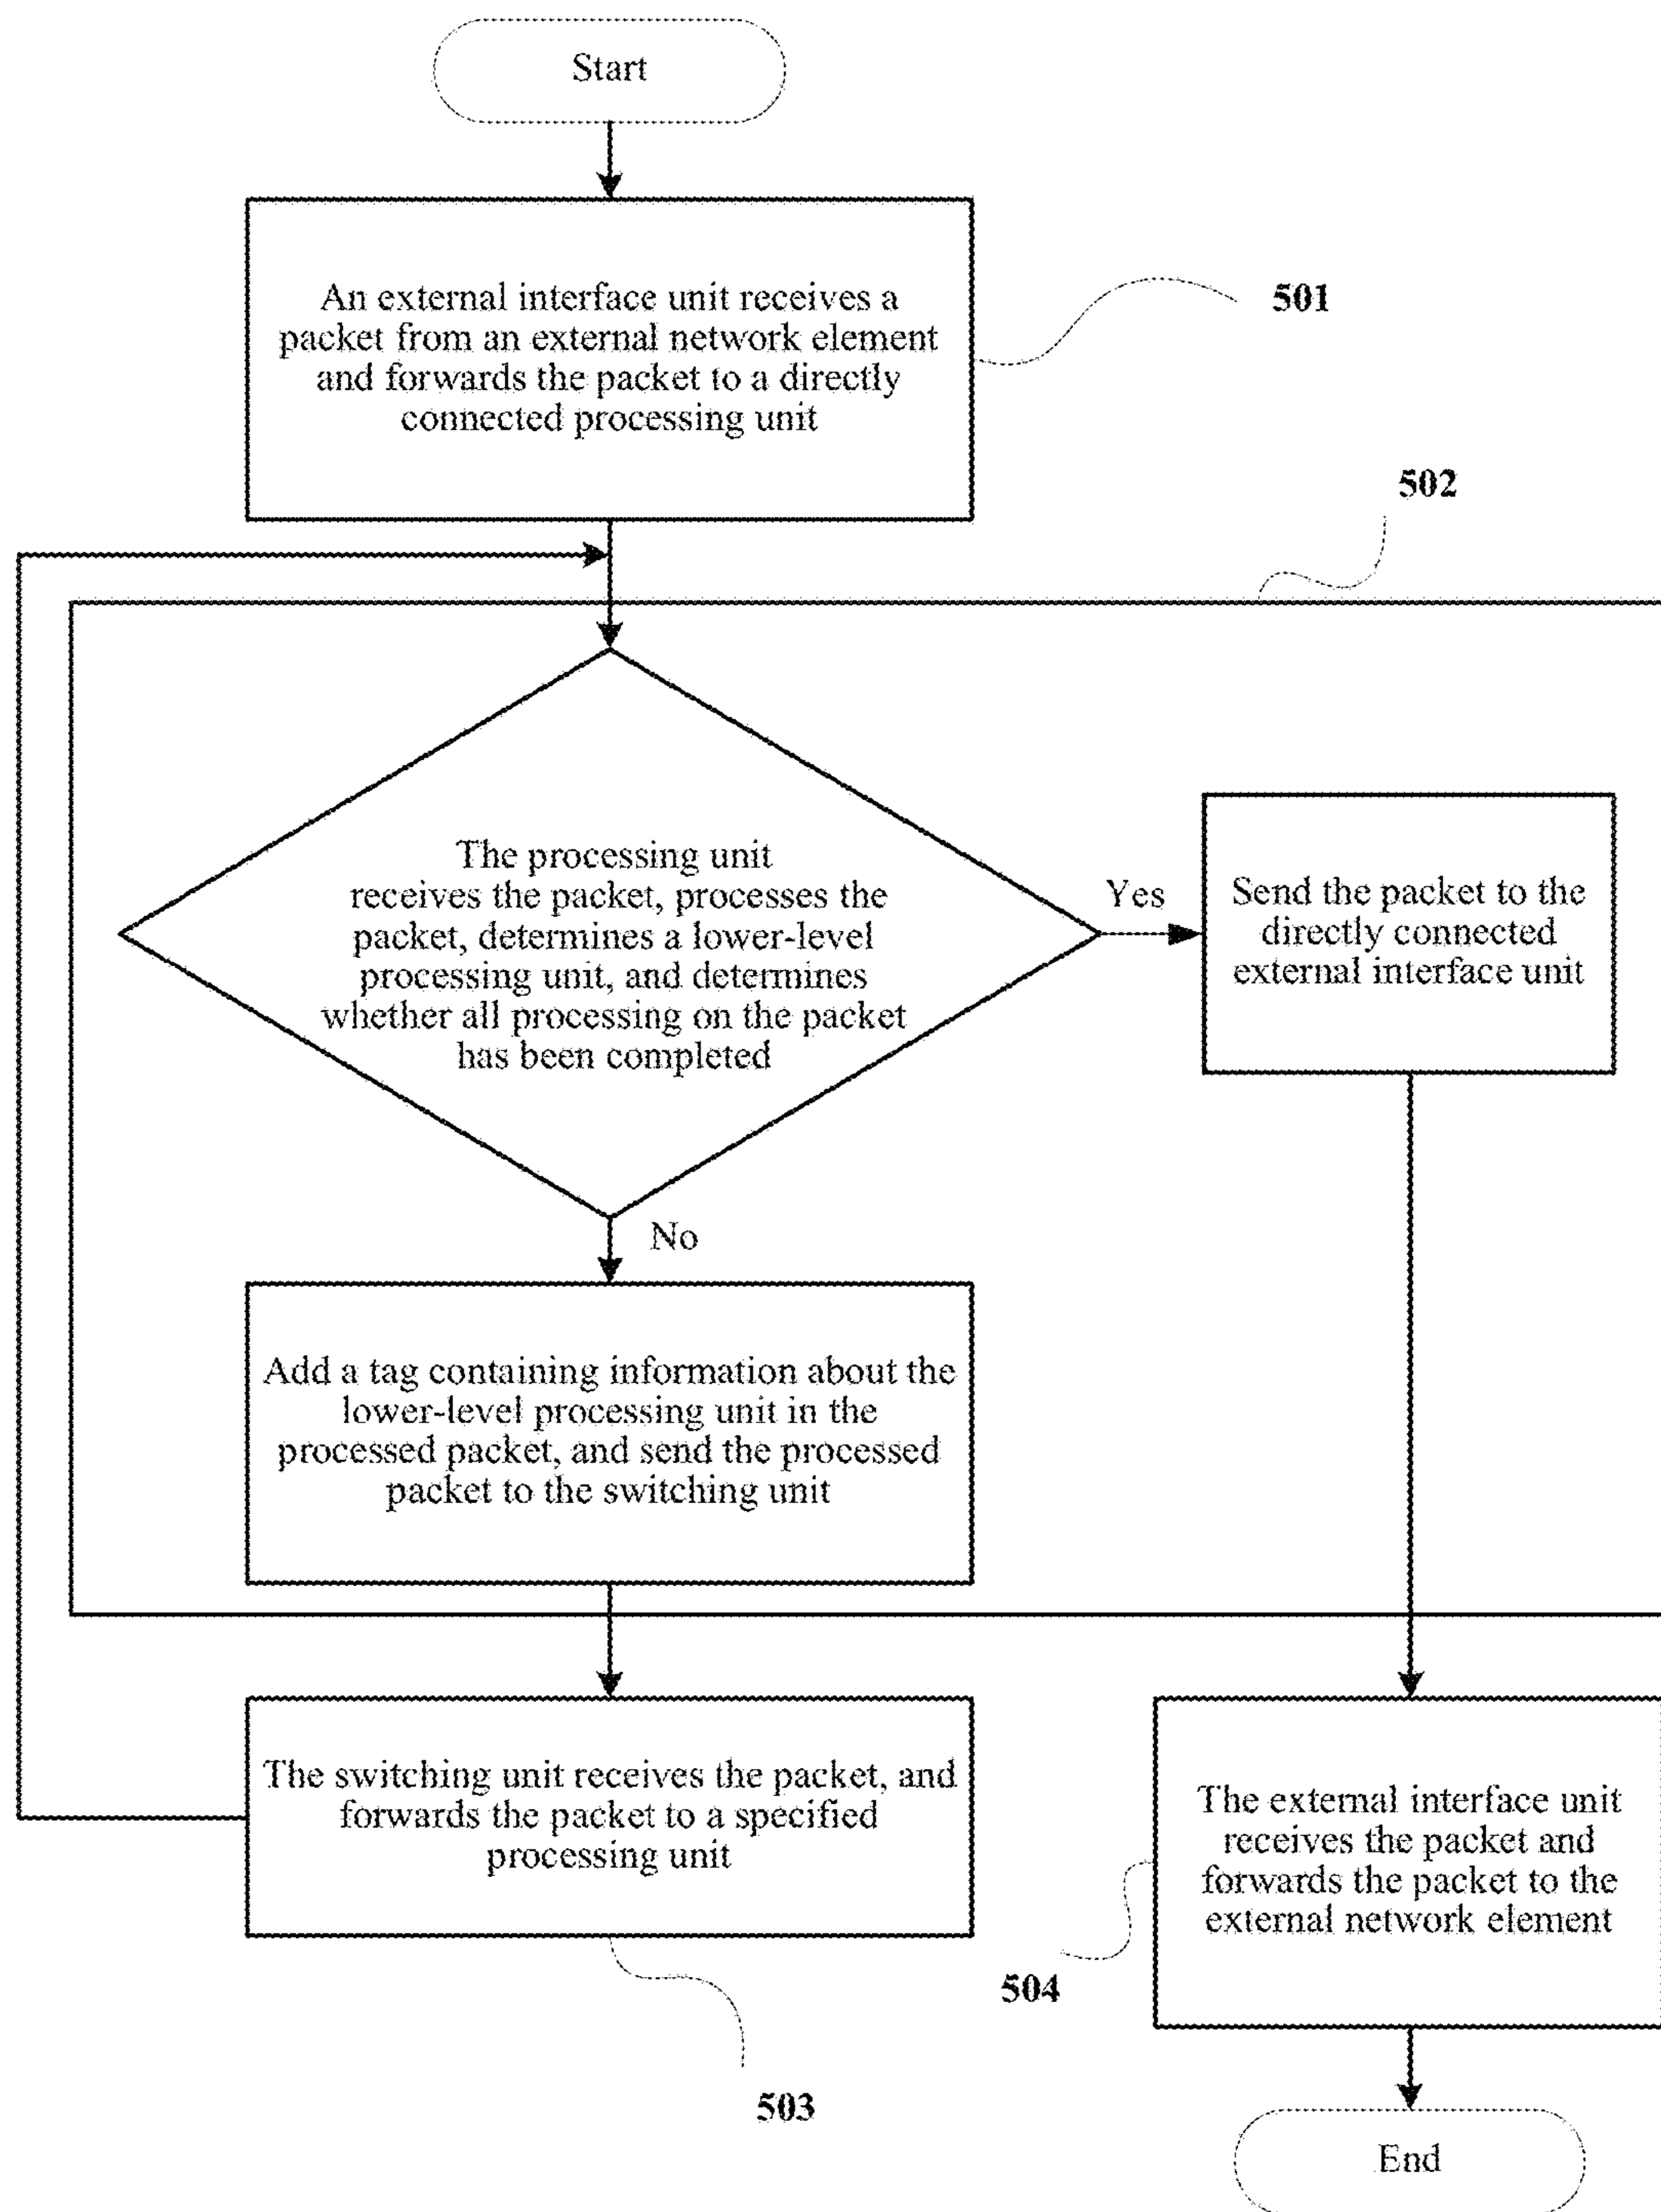 Start
An external interface unit receives a
packet from an external network element
and forwards the packet to a directly
connected processing unit
501
502
The processing unit
receives the packet, processes the
packet, determines a lower-level
processing unit, and determines
whether all processing on the packet
has been completed
Yes
Send the packet to the
directly connected
external interface unit
No
Add a tag containing information about the
lower-level processing unit in the
processed packet, and send the processed
packet to the switching unit
The switching unit receives the packet, and
forwards the packet to a specified
processing unit
The external interface unit
receives the packet and
forwards the packet to the
external network element
504
503
End